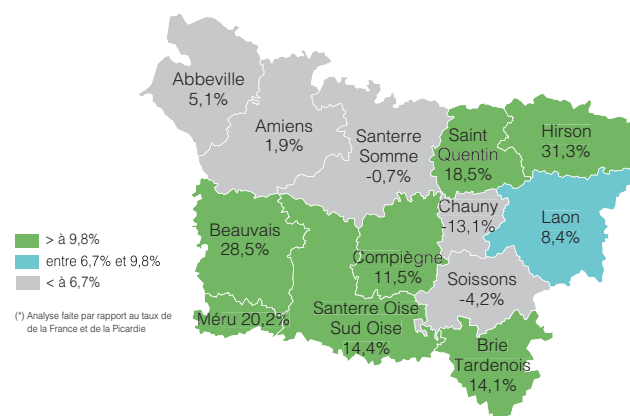 Abbeville
5,1%
Amiens
1,9%
Santerre
Somme
-0,7%
Saint
Quentin
18,5%
Hirson
31,3%
Beauvais
28,5%
Compiègne
11,5%
Chauny
-13,1%
Laon
8,4%
Soissons
-4,2%
Méru 20,2%
Santerre Oise
Sud Oise
14,4%
Brie
Tardenois
14,1%
> à 9,8%
entre 6,7% et 9,8%
< à 6,7%
(*) Analyse faite par rapport au taux de
de la France et de la Picardie